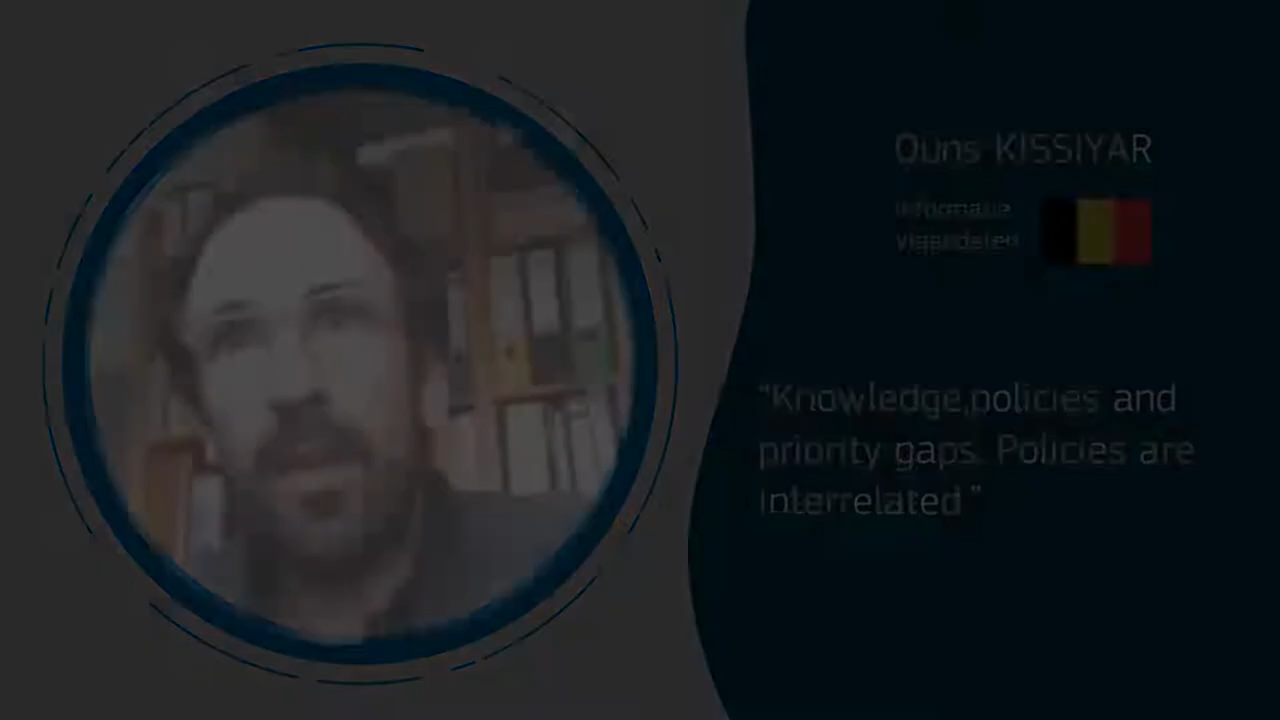 Ouns KISSIYAR
informatie
vlaanderen
"Knowledge,policies and
priority gaps. Policies are
interrelated."